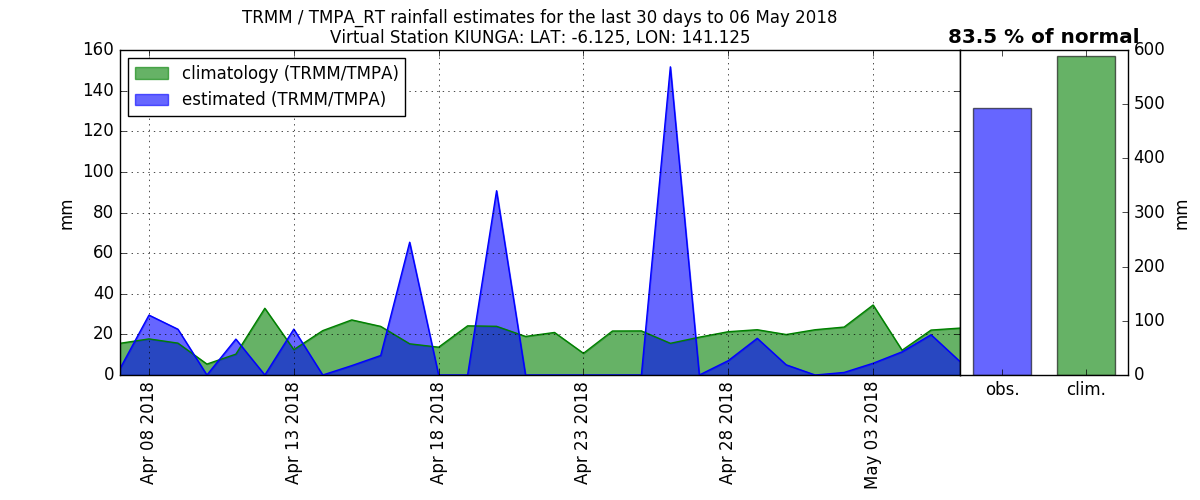 TRMM / TMPA_RT rainfall estimates for the last 30 days to 06 May 2018
Virtual Station KIUNGA: LAT: -6.125, LON: 141.125
83.5 % of normal
climatology (TRMM/TMPA)
estimated (TRMM/TMPA)
160
140
120
100
80
60
40
20
0
mm
Apr 08 2018
Apr 13 2018
Apr 18 2018
Apr 23 2018
Apr 28 2018
May 03 2018
600
500
400
300
200
100
0
mm
obs.
clim.